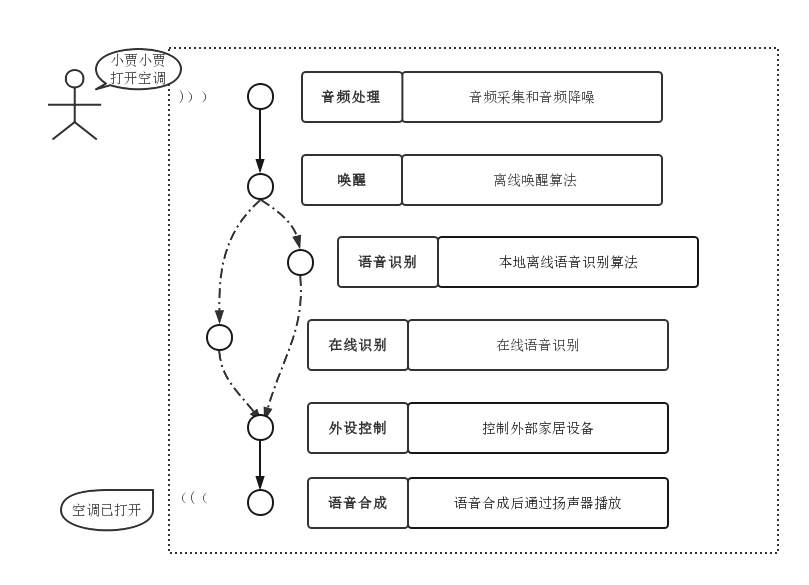 小贾小贾
打开空调
) ) )
音频处理 音频采集和音频降噪
唤醒 离线唤醒算法
语音识别 本地离线语音识别算法
在线识别 在线语音识别
外设控制 控制外部家居设备
空调已打开
( ( (
语音合成 语音合成后通过扬声器播放